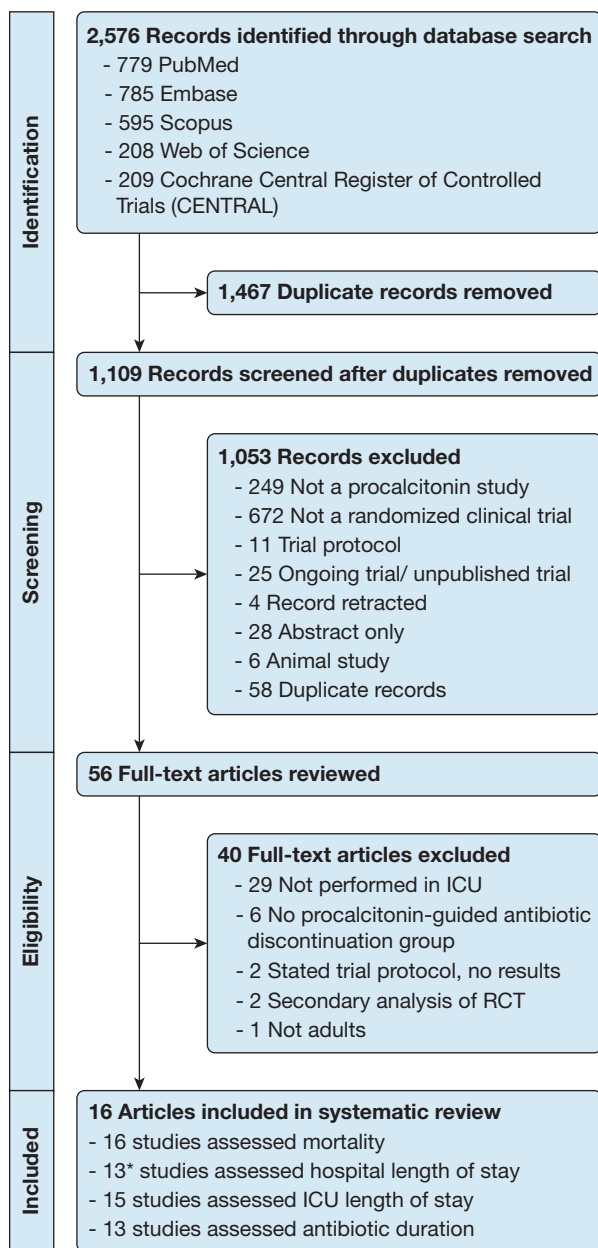 Identification
2,576 Records identified through database search
- 779 PubMed
- 785 Embase
- 595 Scopus
- 208 Web of Science
- 209 Cochrane Central Register of Controlled
Trials (CENTRAL)
1,467 Duplicate records removed
Screening
1,109 Records screened after duplicates removed
1,053 Records excluded
- 249 Not a procalcitonin study
- 672 Not a randomized clinical trial
- 11 Trial protocol
- 25 Ongoing trial/ unpublished trial
- 4 Record retracted
- 28 Abstract only
- 6 Animal study
- 58 Duplicate records
Eligibility
56 Full-text articles reviewed
40 Full-text articles excluded
- 29 Not performed in ICU
- 6 No procalcitonin-guided antibiotic
discontinuation group
- 2 Stated trial protocol, no results
- 2 Secondary analysis of RCT
- 1 Not adults
Included
16 Articles included in systematic review
- 16 studies assessed mortality
- 13* studies assessed hospital length of stay
- 15 studies assessed ICU length of stay
- 13 studies assessed antibiotic duration